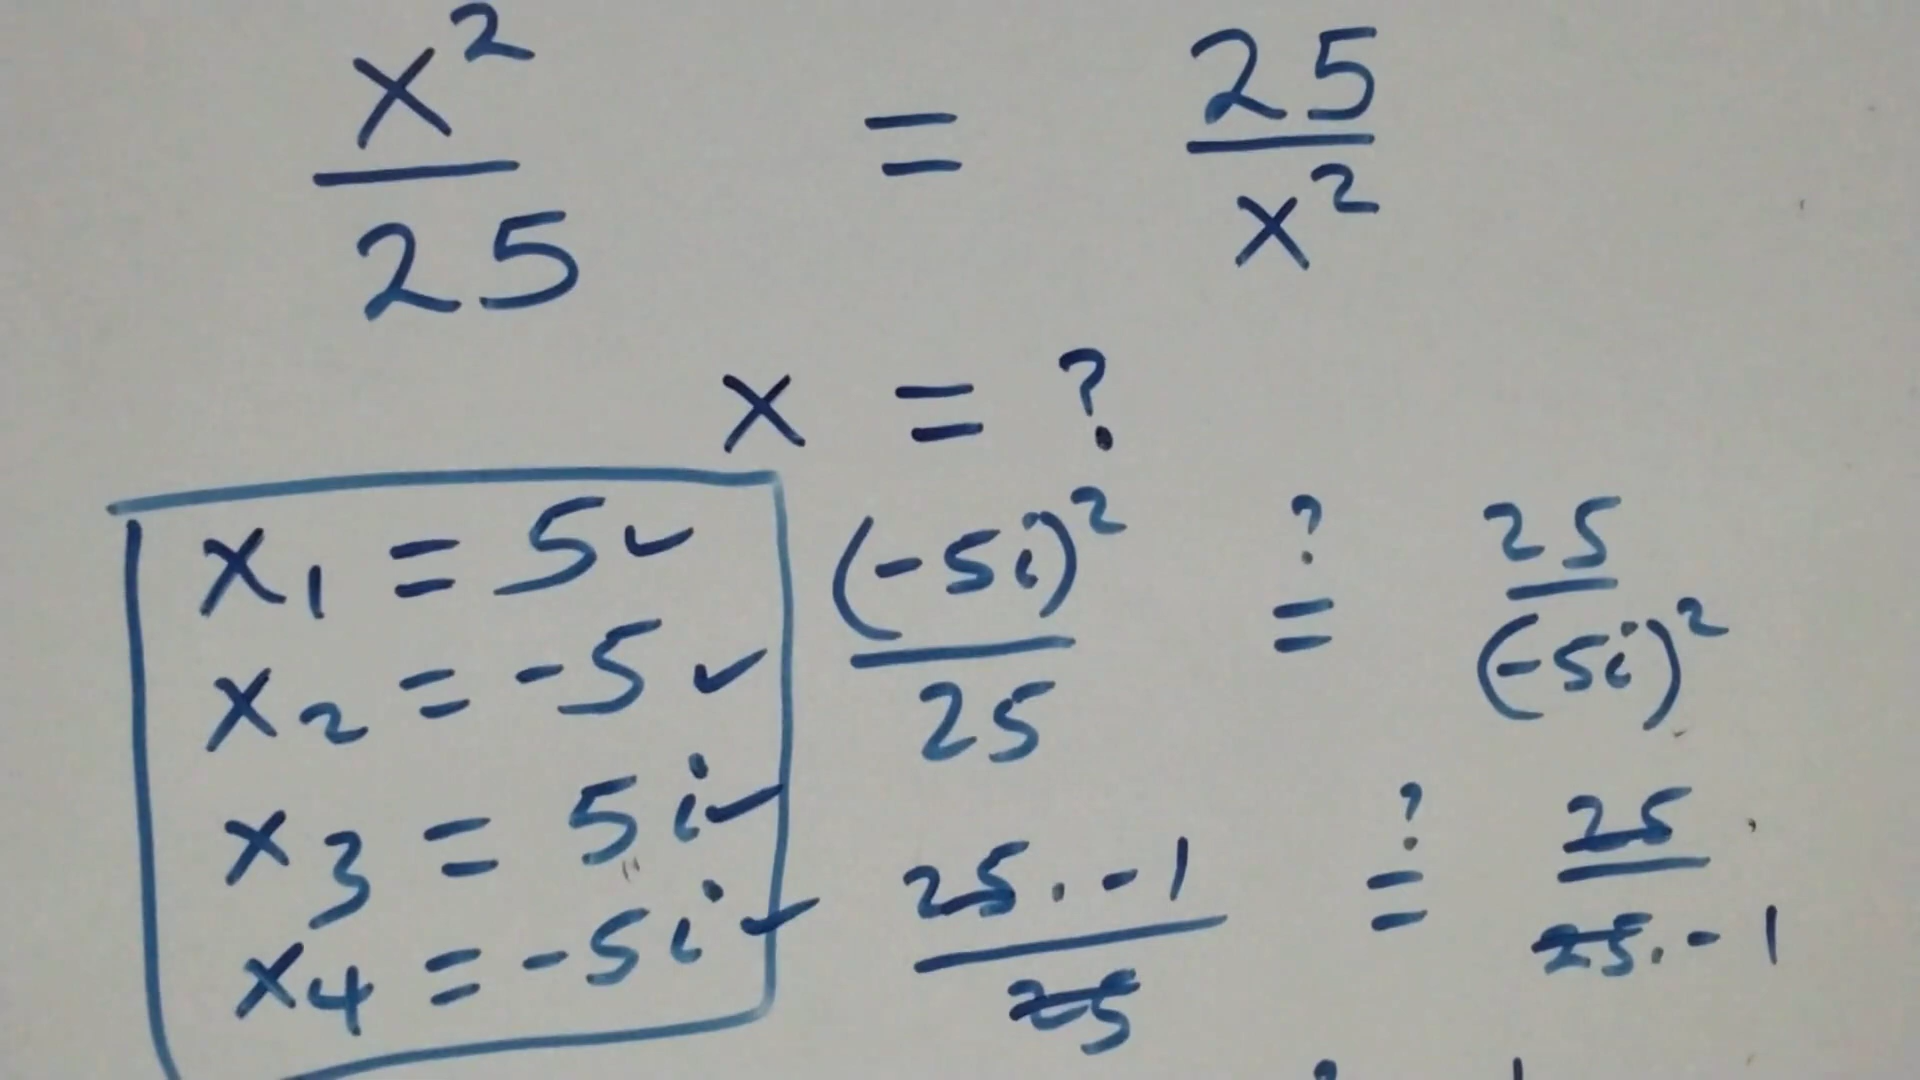 x² / 25 = 25 / x²
x = ?
x₁ = 5 ✓
x₂ = -5 ✓
x₃ = 5i ✓
x₄ = -5i ✓
(-5i)² / 25 ?= 25 / (-5i)²
25 . -1 / 25 ?= 25 / 25 . -1